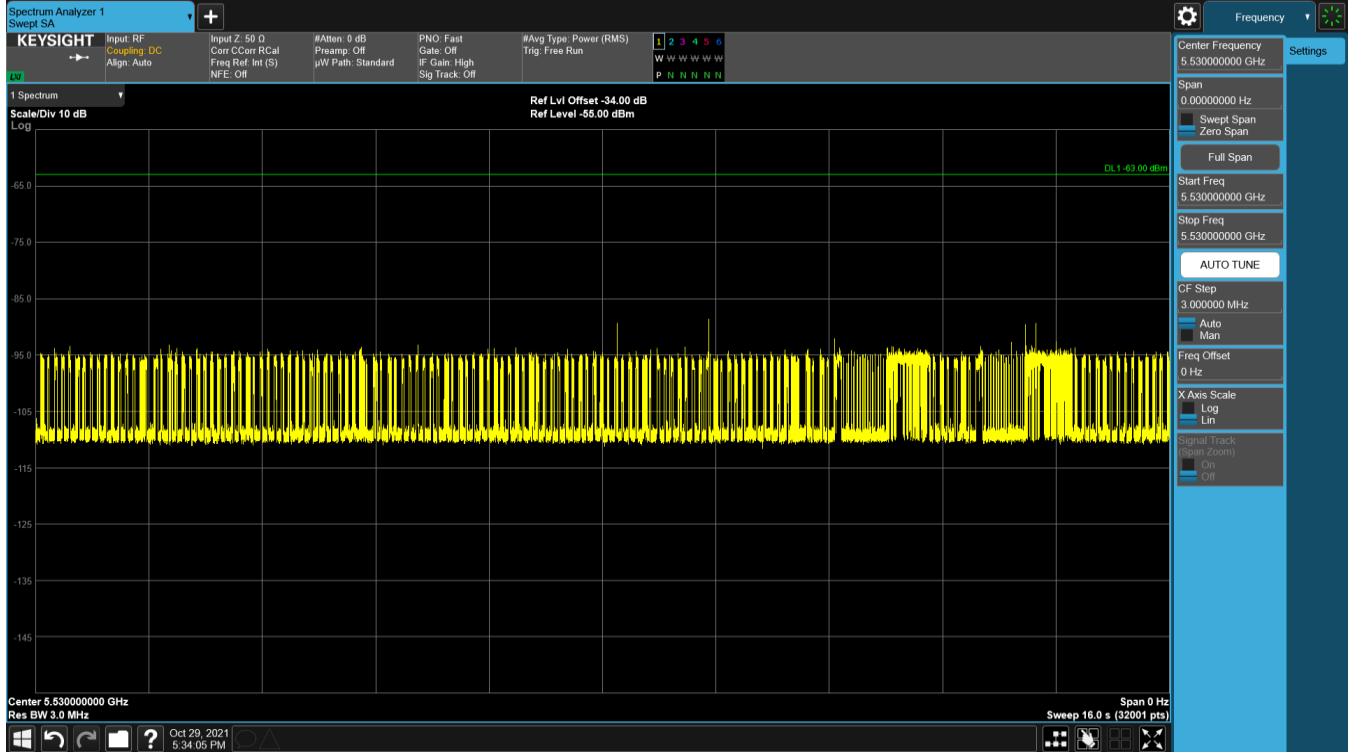 Spectrum Analyzer 1
Swept SA
+
Frequency
KEYSIGHT
LXI
Input: RF
Coupling: DC
Align: Auto
Input Z: 50 Ω
Corr CCorr RCal
Freq Ref: Int (S)
NFE: Off
#Atten: 0 dB
Preamp: Off
µW Path: Standard
PNO: Fast
Gate: Off
IF Gain: High
Sig Track: Off
#Avg Type: Power (RMS)
Trig: Free Run
1 2 3 4 5 6
W W W W W W
P N N N N N
Center Frequency
5.530000000 GHz
Settings
Span
0.00000000 Hz
Swept Span
Zero Span
Full Span
Start Freq
5.530000000 GHz
Stop Freq
5.530000000 GHz
AUTO TUNE
CF Step
3.000000 MHz
Auto
Man
Freq Offset
0 Hz
X Axis Scale
Log
Lin
Signal Track
(Span Zoom)
On
Off
1 Spectrum
Scale/Div 10 dB
Log
Ref Lvl Offset -34.00 dB
Ref Level -55.00 dBm
DL1 -63.00 dBm
-65.0
-75.0
-85.0
-95.0
-105
-115
-125
-135
-145
Center 5.530000000 GHz
Res BW 3.0 MHz
Span 0 Hz
Sweep 16.0 s (32001 pts)
?
Oct 29, 2021
5:34:05 PM